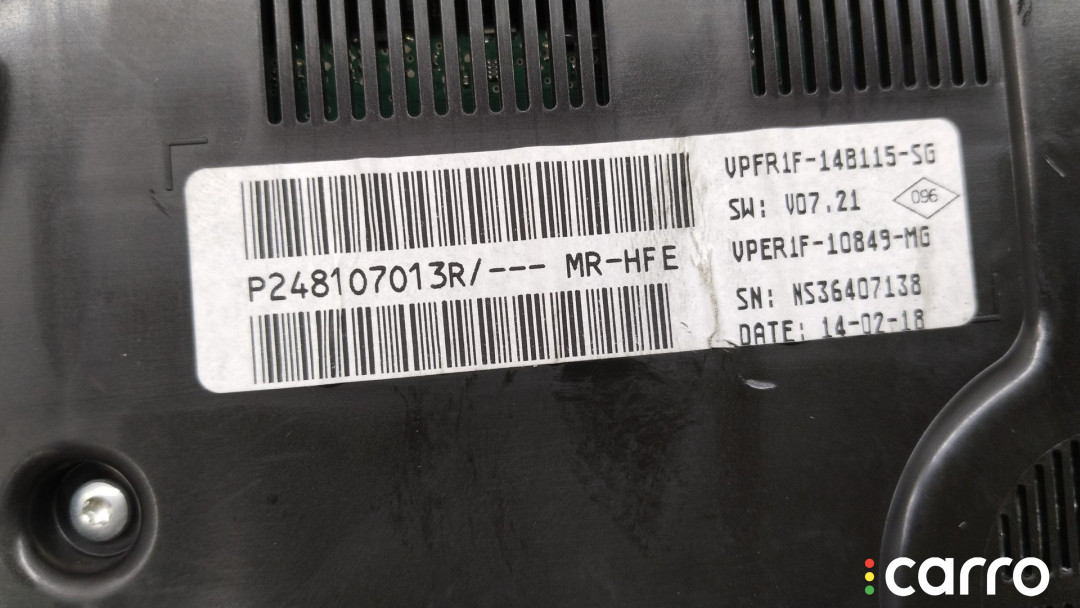 VPFR1F-14B115-SG
SW: V07.21
096
VPER1F-10849-MG
P248107013R/--- MR-HFE
SN: NS36407138
DATE: 14-02-18
carro